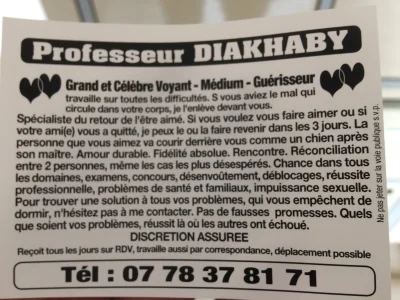 Professeur DIAKHABY
Grand et Célèbre Voyant - Médium - Guérisseur
travaille sur toutes les difficultés. S vous aviez le mal qui
circule dans votre corps, je l'enlève devant vous.
Spécialiste du retour de l'être aimé. Si vous voulez vous faire aimer ou si
votre ami(e) vous a quitté, je peux le ou la faire revenir dans les 3 jours. La
personne que vous aimez va courir derrière vous comme un chien après
son maître. Amour durable. Fidélité absolue. Rencontre. Réconciliation
entre 2 personnes, même les cas les plus désespérés. Chance dans tous
les domaines, examens, concours, désenvoûtement, déblocages, réussite
professionnelle, problèmes de santé et familiaux, impuissance sexuelle.
Pour trouver une solution à tous vos problèmes, qui vous empêchent de
dormir, n'hésitez pas à me contacter. Pas de fausses promesses. Quels
que soient vos problèmes, réussit là où les autres ont échoué.
DISCRETION ASSUREE
Reçoit tous les jours sur RDV, travaille aussi par correspondance, déplacement possible
Tél : 07 78 37 81 71
Ne pas jeter sur la voie publique s.v.p.